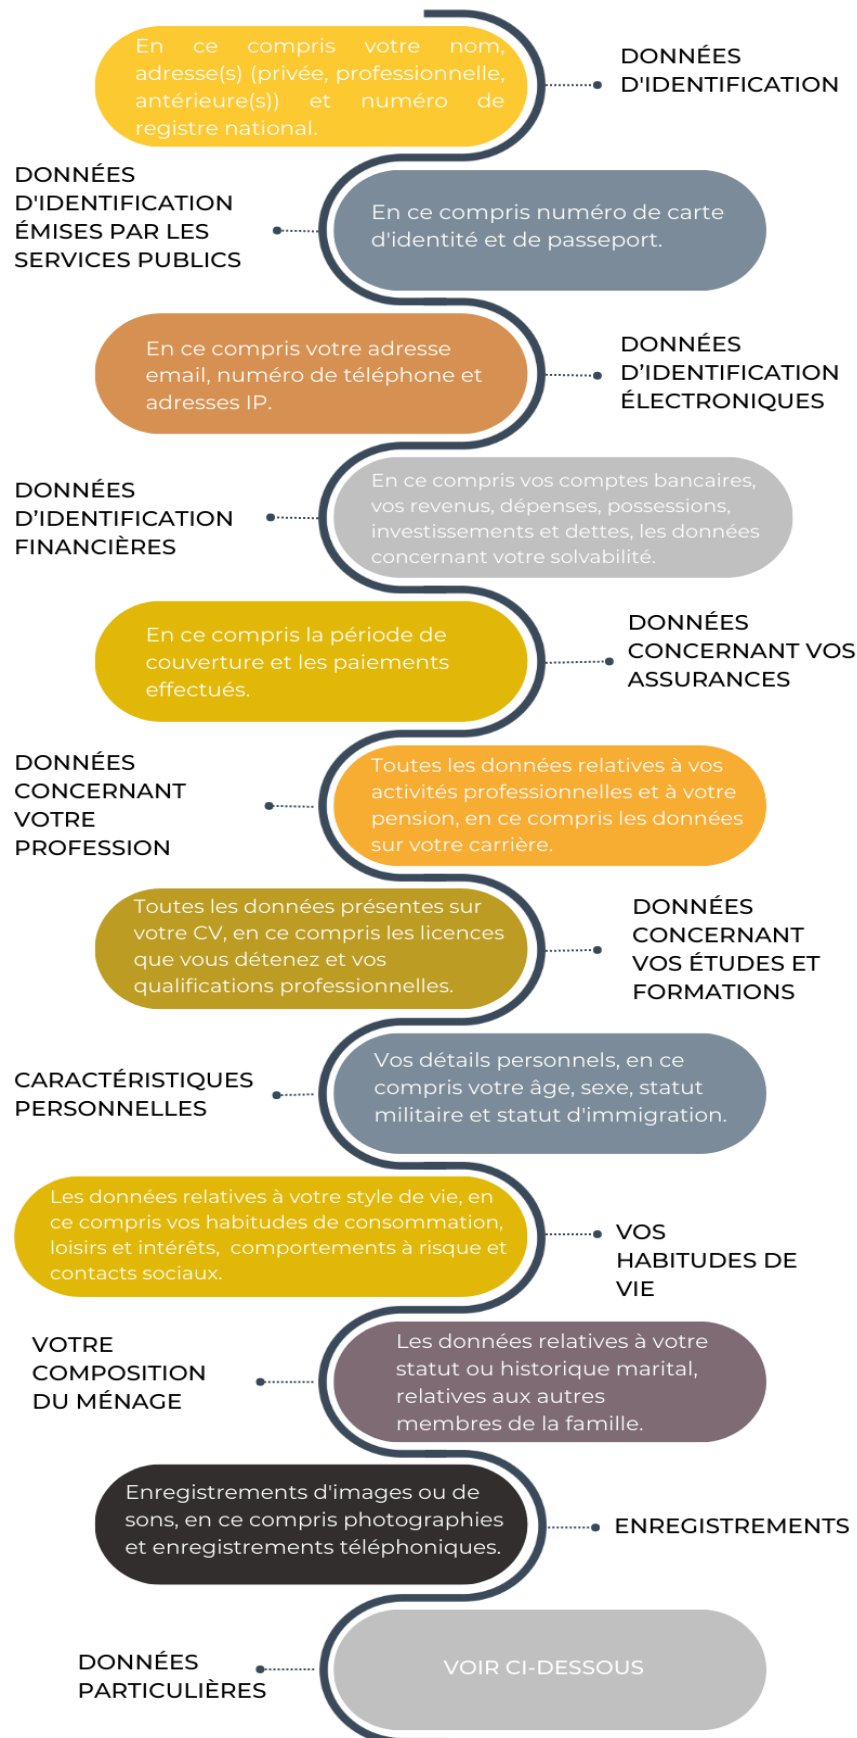 En ce compris votre nom,
adresse(s) (privée, professionnelle,
antérieure(s)) et numéro de
registre national.
DONNÉES
D'IDENTIFICATION
DONNÉES
D'IDENTIFICATION
ÉMISES PAR LES
SERVICES PUBLICS
En ce compris numéro de carte
d'identité et de passeport.
En ce compris votre adresse
email, numéro de téléphone et
adresses IP.
DONNÉES
D’IDENTIFICATION
ÉLECTRONIQUES
DONNÉES
D’IDENTIFICATION
FINANCIÈRES
En ce compris vos comptes bancaires,
vos revenus, dépenses, possessions,
investissements et dettes, les données
concernant votre solvabilité.
En ce compris la période de
couverture et les paiements
effectués.
DONNÉES
CONCERNANT VOS
ASSURANCES
DONNÉES
CONCERNANT
VOTRE
PROFESSION
Toutes les données relatives à vos
activités professionnelles et à votre
pension, en ce compris les données
sur votre carrière.
Toutes les données présentes sur
votre CV, en ce compris les licences
que vous détenez et vos
qualifications professionnelles.
DONNÉES
CONCERNANT
VOS ÉTUDES ET
FORMATIONS
CARACTÉRISTIQUES
PERSONNELLES
Vos détails personnels, en ce
compris votre âge, sexe, statut
militaire et statut d'immigration.
Les données relatives à votre style de vie, en
ce compris vos habitudes de consommation,
loisirs et intérêts, comportements à risque et
contacts sociaux.
VOS
HABITUDES DE
VIE
VOTRE
COMPOSITION
DU MÉNAGE
Les données relatives à votre
statut ou historique marital,
relatives aux autres
membres de la famille.
Enregistrements d'images ou de
sons, en ce compris photographies
et enregistrements téléphoniques.
ENREGISTREMENTS
DONNÉES
PARTICULIÈRES
VOIR CI-DESSOUS